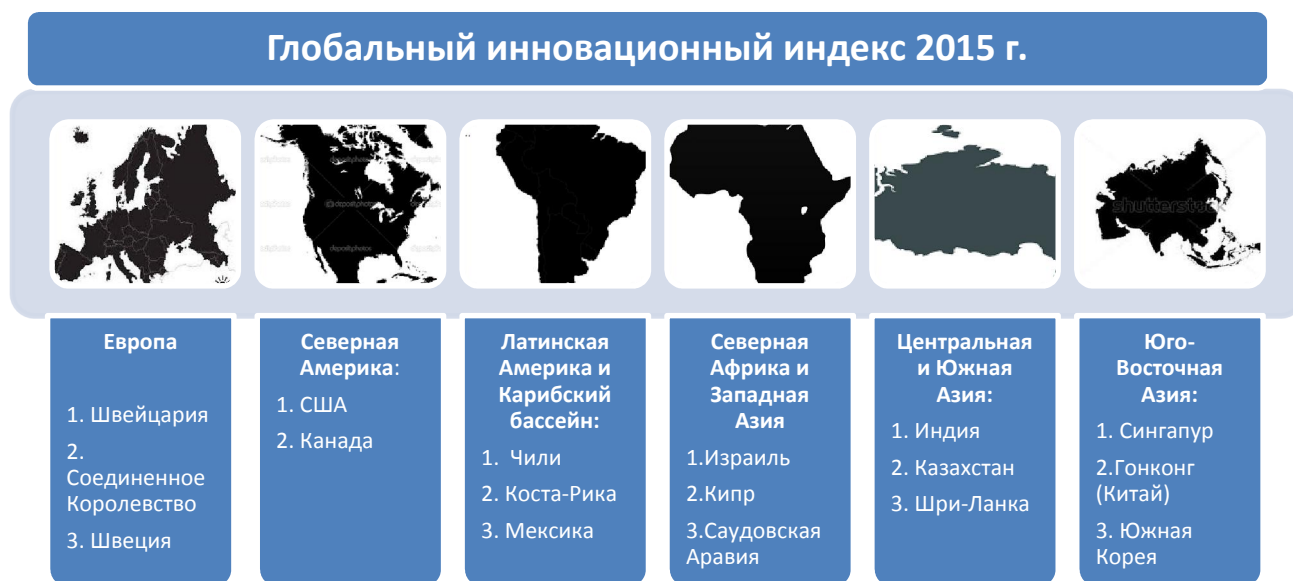 Глобальный инновационный индекс 2015 г.
depositphotos
depositphotos
shutterstock
Европа
1. Швейцария
2.
Соединенное
Королевство
3. Швеция
Северная
Америка:
1. США
2. Канада
Латинская
Америка и
Карибский
бассейн:
1. Чили
2. Коста-Рика
3. Мексика
Северная
Африка и
Западная
Азия
1.Израиль
2.Кипр
3.Саудовская
Аравия
Центральная
и Южная
Азия:
1. Индия
2. Казахстан
3. Шри-Ланка
Юго-
Восточная
Азия:
1. Сингапур
2.Гонконг
(Китай)
3. Южная
Корея